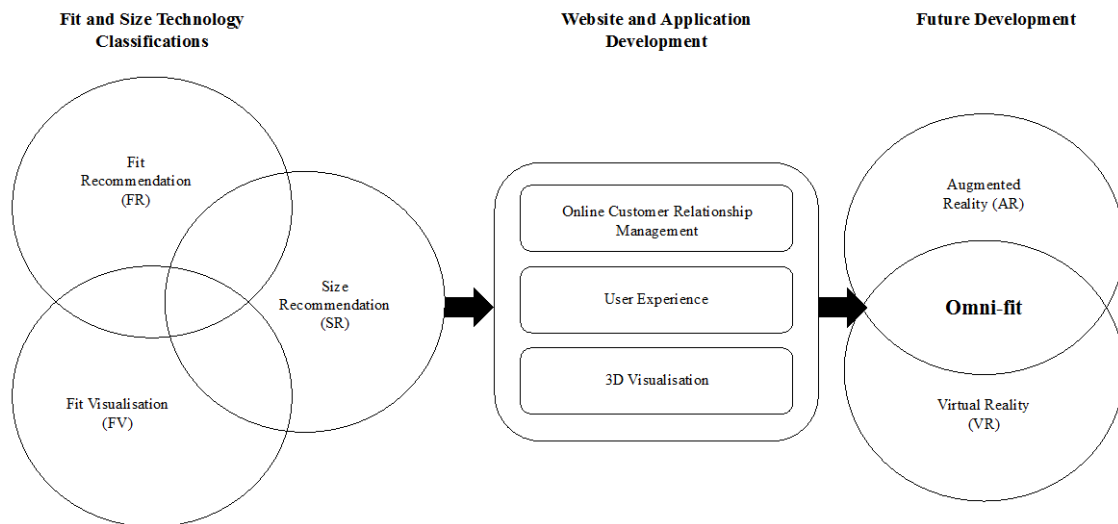 Fit and Size Technology
Classifications
Website and Application
Development
Future Development
Fit
Recommendation
(FR)
Size
Recommendation
(SR)
Fit Visualisation
(FV)
Online Customer Relationship
Management
User Experience
3D Visualisation
Augmented
Reality (AR)
Omni-fit
Virtual Reality
(VR)